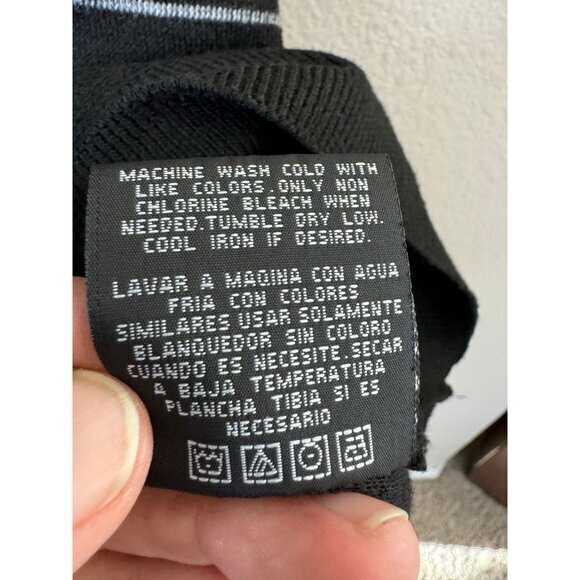 MACHINE WASH COLD WITH
LIKE COLORS.ONLY NON
CHLORINE BLEACH WHEN
NEEDED.TUMBLE DRY LOW.
COOL IRON IF DESIRED.
LAVAR A MAQINA CON AGUA
FRIA CON COLORES
SIMILARES USAR SOLAMENTE
BLANQUEDOR SIN COLORO
CUANDO ES NECESITE.SECAR
A BAJA TEMPERATURA
PLANCHA TIBIA SI ES
NECESARIO